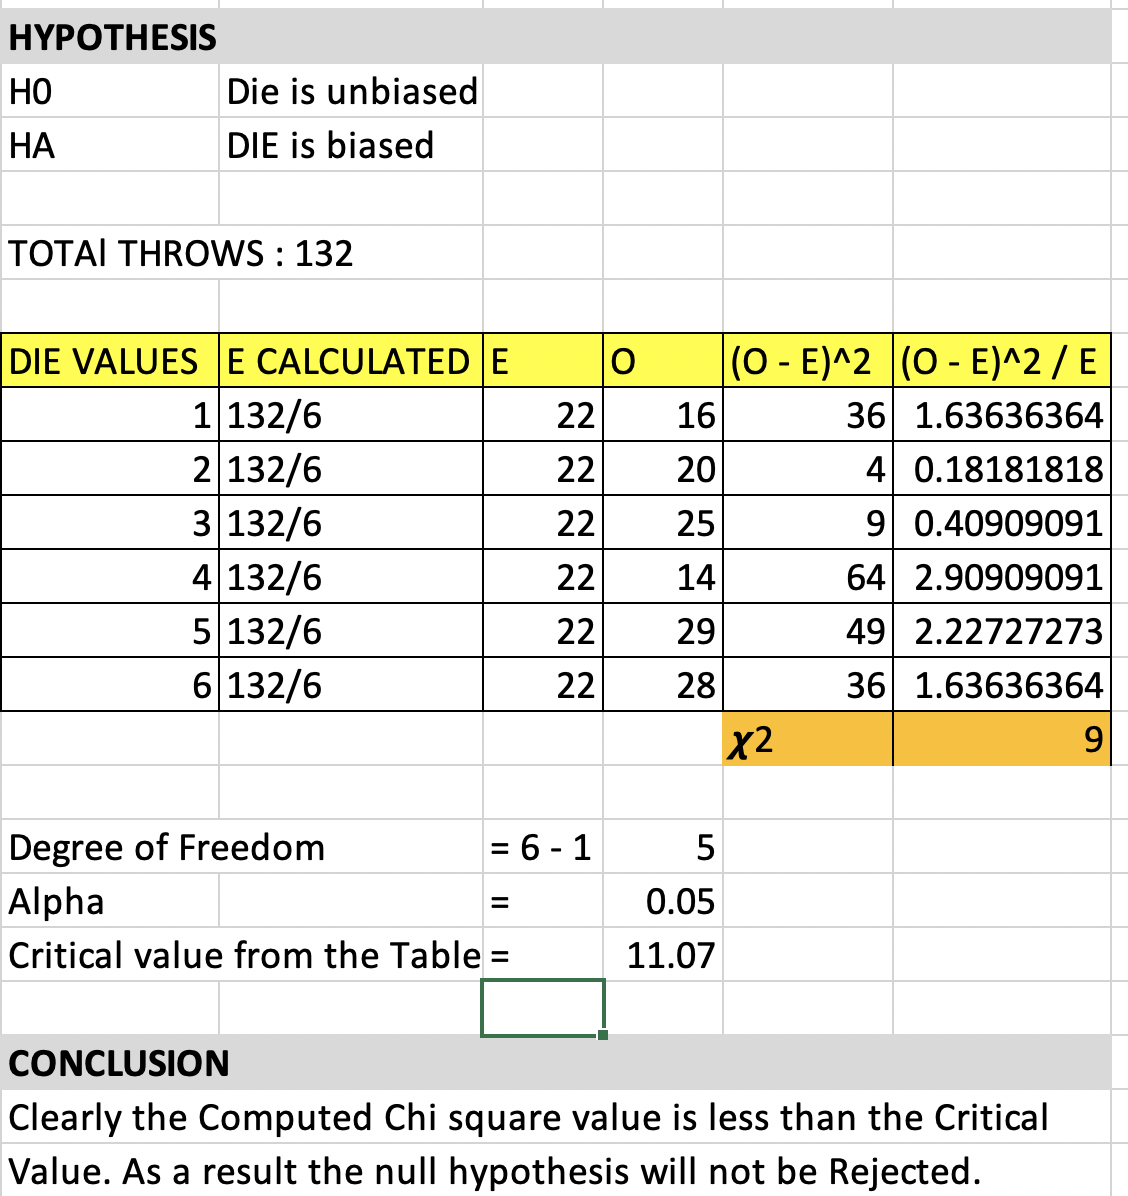 HYPOTHESIS
H0 Die is unbiased
HA DIE is biased
TOTAl THROWS : 132
DIE VALUES E CALCULATED E O (O - E)^2 (O - E)^2 / E
1 132/6 22 16 36 1.63636364
2 132/6 22 20 4 0.18181818
3 132/6 22 25 9 0.40909091
4 132/6 22 14 64 2.90909091
5 132/6 22 29 49 2.22727273
6 132/6 22 28 36 1.63636364
χ2 9
Degree of Freedom = 6 - 1 5
Alpha = 0.05
Critical value from the Table = 11.07
CONCLUSION
Clearly the Computed Chi square value is less than the Critical
Value. As a result the null hypothesis will not be Rejected.